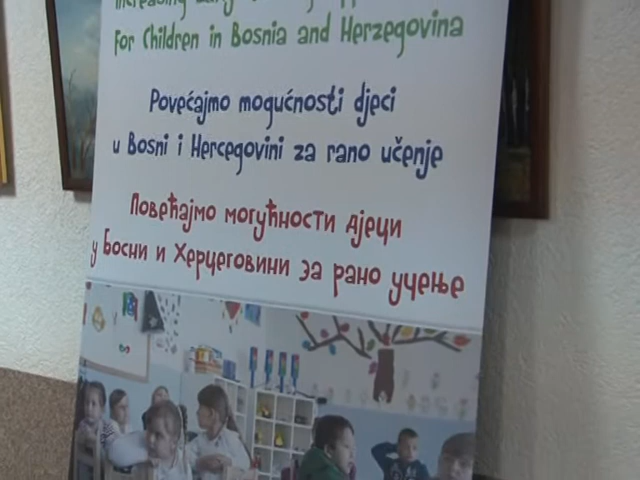 Increasing
For Children in Bosnia and Herzegovina
Povećajmo mogućnosti djeci
u Bosni i Hercegovini za rano učenje
Повећајмо могућности дјеци
у Босни и Херцеговини за рано учење